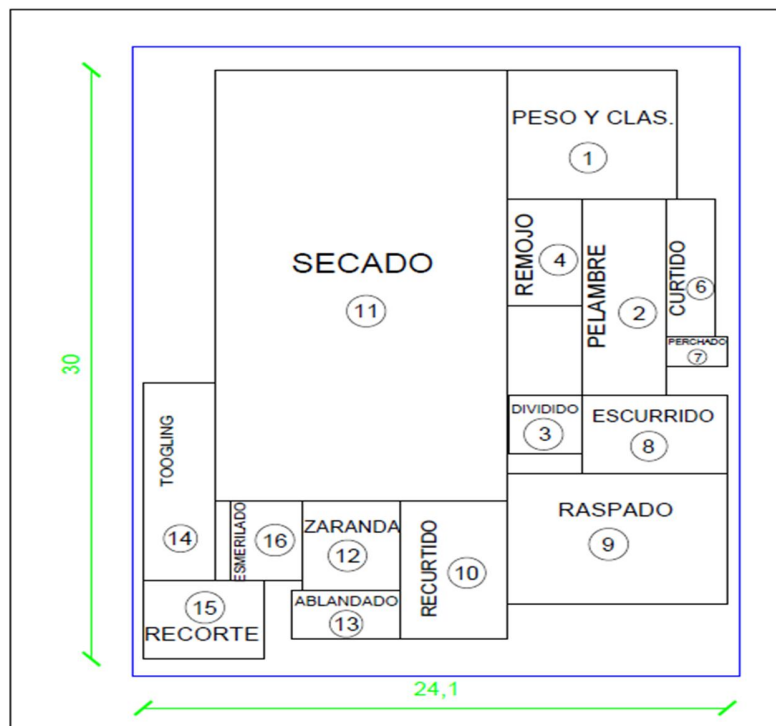 PESO Y CLAS.
1
SECADO
11
REMOJO
4
PELAMBRE
2
CURTIDO
6
PERCHADO
7
30
DIVIDIDO
3
ESCURRIDO
8
TOOGLING
14
ESMERILADO
16
ZARANDA
12
RECURTIDO
10
RASPADO
9
ABLANDADO
13
15
RECORTE
24,1